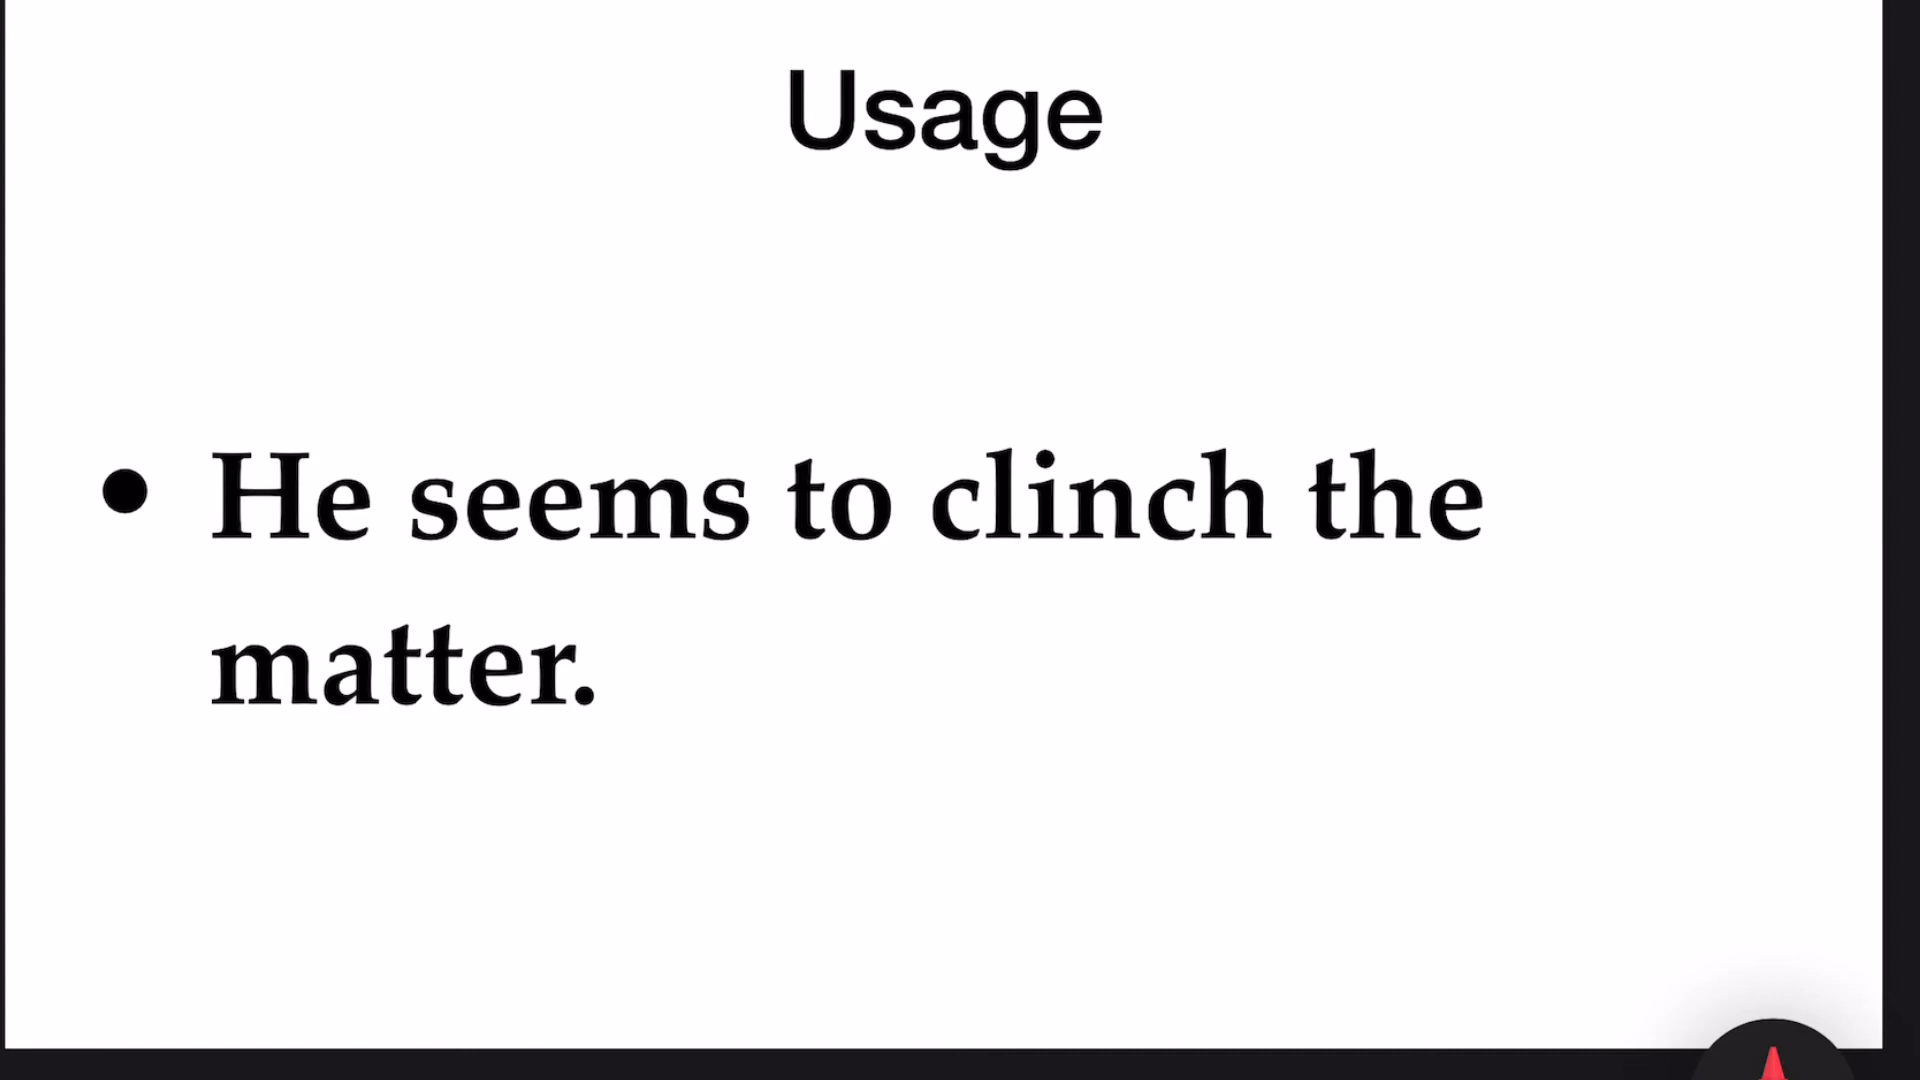 Usage
• He seems to clinch the
matter.